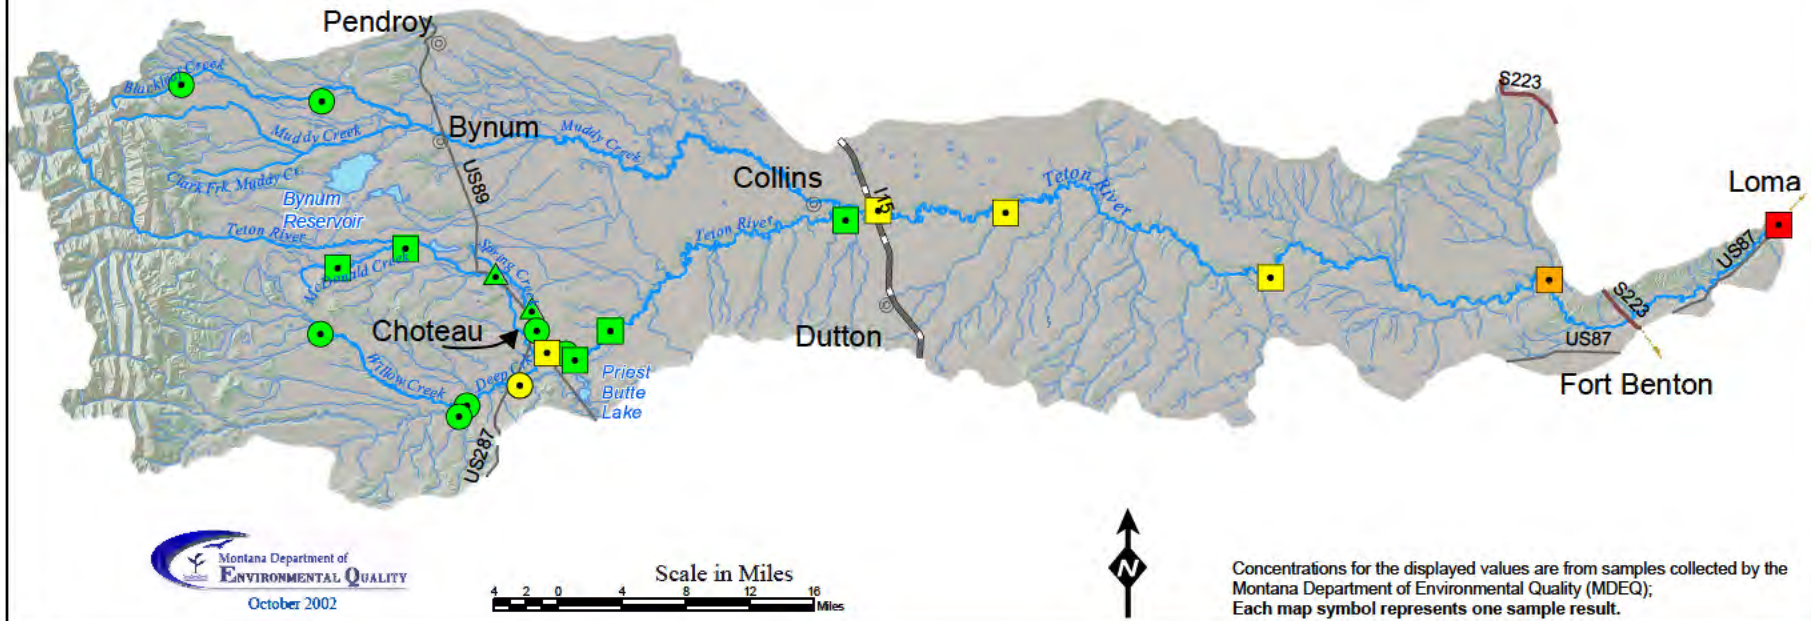 Pendroy
S223
Blackleaf Creek
Muddy Creek
Bynum
Muddy Creek
Clark Frk. Muddy Cr.
US89
Collins
Teton River
Loma
Bynum
Reservoir
I15
Teton River
Teton River
Spring Creek
McDonald Creek
US87
S223
Choteau
Dutton
US87
Willow Creek
Priest
Butte
Lake
Fort Benton
US287
Montana Department of
ENVIRONMENTAL QUALITY
October 2002
Scale in Miles
4 2 0 4 8 12 16
Miles
N
Concentrations for the displayed values are from samples collected by the
Montana Department of Environmental Quality (MDEQ);
Each map symbol represents one sample result.